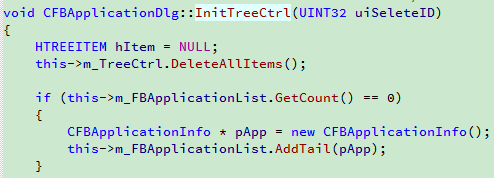 void CFBApplicationDlg::InitTreeCtrl(UINT32 uiSeleteID)
{
    HTREEITEM hItem = NULL;
    this->m_TreeCtrl.DeleteAllItems();
    if (this->m_FBApplicationList.GetCount() == 0)
    {
        CFBApplicationInfo * pApp = new CFBApplicationInfo();
        this->m_FBApplicationList.AddTail(pApp);
    }